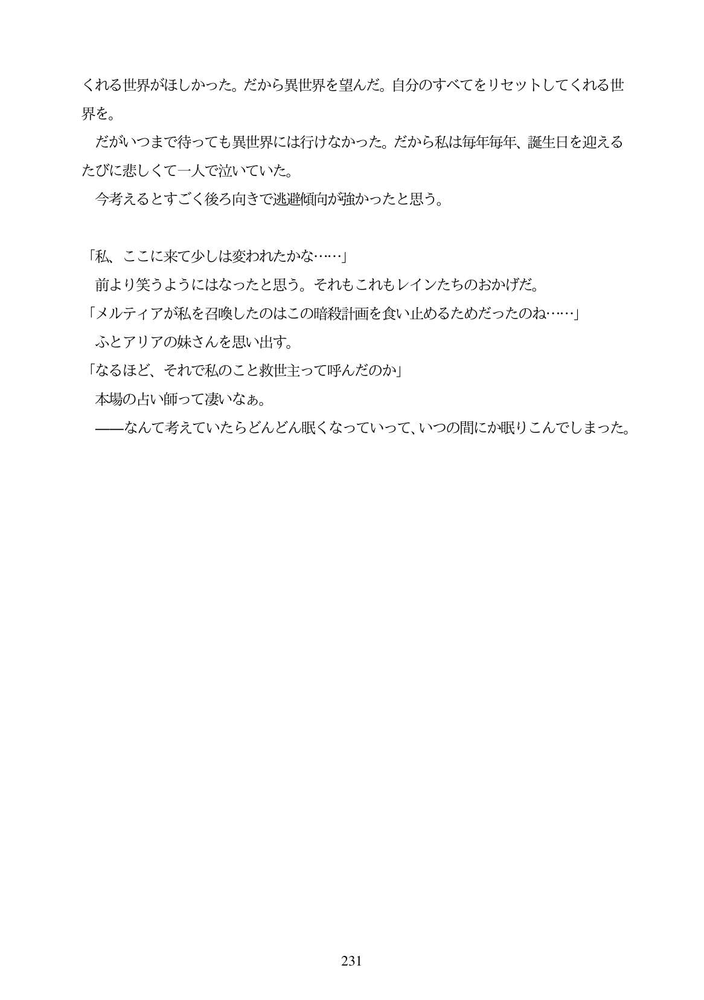 くれる世界がほしかった。だから異世界を望んだ。自分のすべてをリセットしてくれる世
界を。
　だがいつまで待っても異世界には行けなかった。だから私は毎年毎年、誕生日を迎える
たびに悲しくて一人で泣いていた。
　今考えるとすごく後ろ向きで逃避傾向が強かったと思う。

「私、ここに来て少しは変われたかな……」
　前より笑うようにはなったと思う。それもこれもレインたちのおかげだ。
「メルティアが私を召喚したのはこの暗殺計画を食い止めるためだったのね……」
　ふとアリアの妹さんを思い出す。
「なるほど、それで私のこと救世主って呼んだのか」
　本場の占い師って凄いなぁ。
　――なんて考えていたらどんどん眠くなっていって、いつの間にか眠りこんでしまった。
231